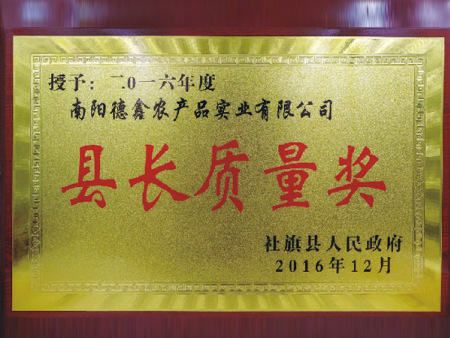 授予：二0一六年度
南阳德鑫农产品实业有限公司
县长质量奖
社旗县人民政府
2016年12月